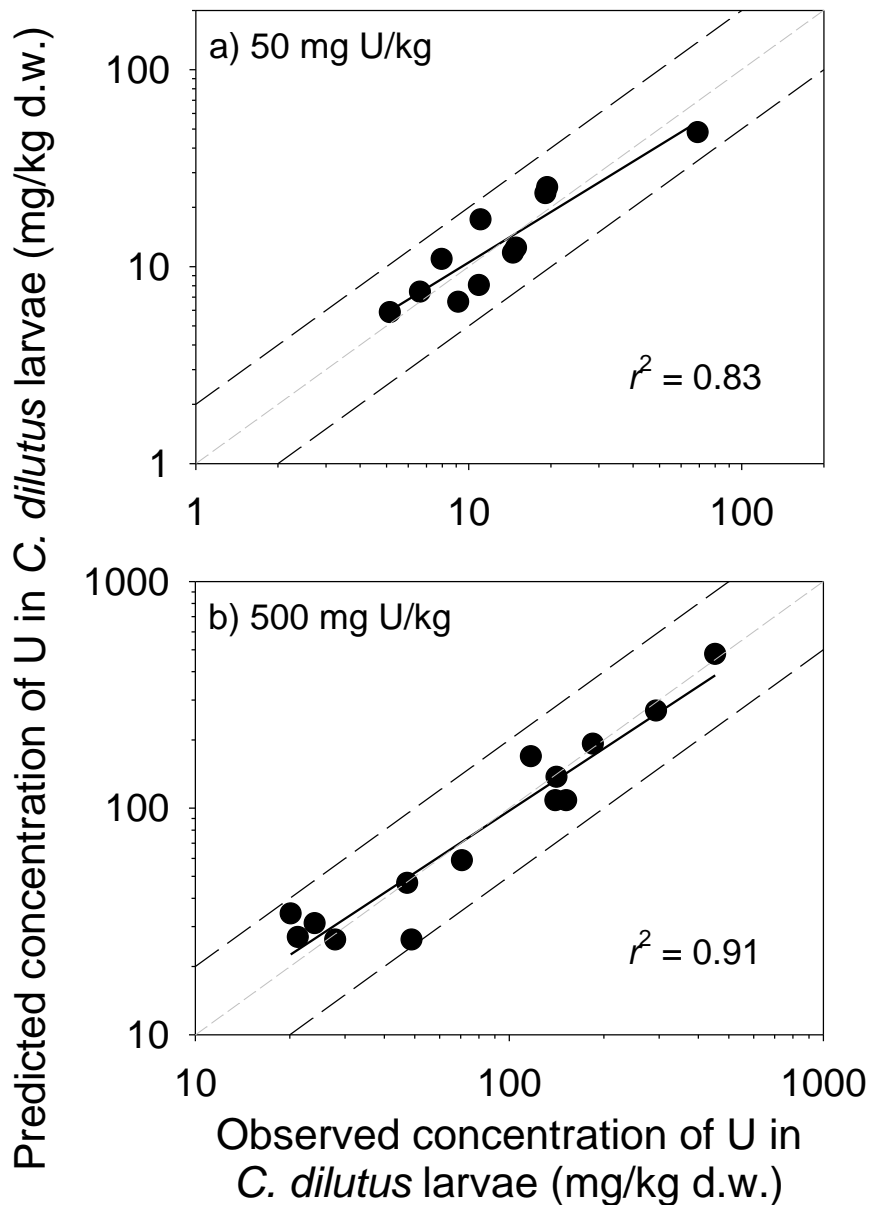 Predicted concentration of U in C. dilutus larvae (mg/kg d.w.)
a) 50 mg U/kg
100
10
1
r² = 0.83
1 10 100
b) 500 mg U/kg
1000
100
10
r² = 0.91
10 100 1000
Observed concentration of U in
C. dilutus larvae (mg/kg d.w.)